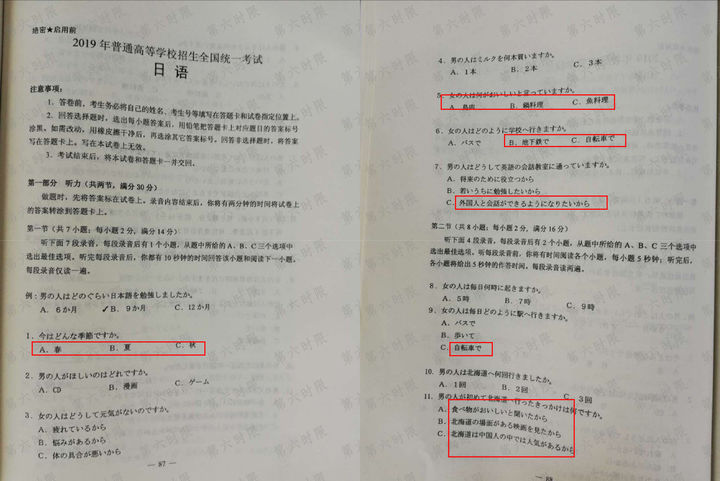 绝密★启用前
2019年普通高等学校招生全国统一考试
日语
注意事项：
1．答卷前，考生务必将自己的姓名、考生号等填写在答题卡和试卷指定位置上。
2．回答选择题时，选出每小题答案后，用铅笔把答题卡上对应题目的答案标号
涂黑。如需改动，用橡皮擦干净后，再选涂其它答案标号。回答非选择题时，将答案
写在答题卡上。写在本试卷上无效。
3．考试结束后，将本试卷和答题卡一并交回。
第一部分 听力（共两节，满分30分）
做题时，先将答案标在试卷上。录音内容结束后，你将有两分钟的时间将试卷上
的答案转涂到答题卡上。
第一节（共7小题；每小题2分，满分14分）
听下面7段录音，每段录音后有1个小题，从题中所给的A、B、C三个选项中
选出最佳选项。听完每段录音后，你都有10秒钟的时间回答该小题和阅读下一小题。
每段录音仅读一遍。
例：男の人はどのぐらい日本語を勉強しましたか。
A．6か月 ✓B．9か月 C．12か月
1．今はどんな季節ですか。
A．春 B．夏 C．秋
2．男の人がほしいのはどれですか。
A．CD B．漫画 C．ゲーム
3．女の人はどうして元気がないのですか。
A．疲れているから
B．悩みがあるから
C．体の具合が悪いから
— 87 —
4．男の人はミルクを何本買いますか。
A．1本 B．2本 C．3本
5．女の人は何がおいしいと言っていますか。
A．鳥肉 B．鍋料理 C．魚料理
6．女の人はどのように学校へ行きますか。
A．バスで B．地下鉄で C．自転車で
7．男の人はどうして英語の会話教室に通っていますか。
A．将来のために役立つから
B．若いうちに勉強したいから
C．外国人と会話ができるようになりたいから
第二节（共8小题；每小题2分，满分16分）
听下面4段录音，每段录音后有2个小题，从题中所给的A、B、C三个选项中
选出最佳选项。听每段录音前，你将有时间阅读各个小题，每小题5秒钟；听完后，
各小题将给出5秒钟的作答时间。每段录音读两遍。
8．女の人は毎日何時に起きますか。
A．5時 B．7時 C．9時
9．女の人は毎日どのように駅へ行きますか。
A．バスで
B．歩いて
C．自転車で
10．男の人は北海道へ何回行きましたか。
A．1回 B．2回 C．3回
11．男の人が初めて北海道へ行ったきっかけは何ですか。
A．食べ物がおいしいと聞いたから
B．北海道の場面がある映画を見たから
C．北海道は中国人の中では人気があるから
— 88
第六时限